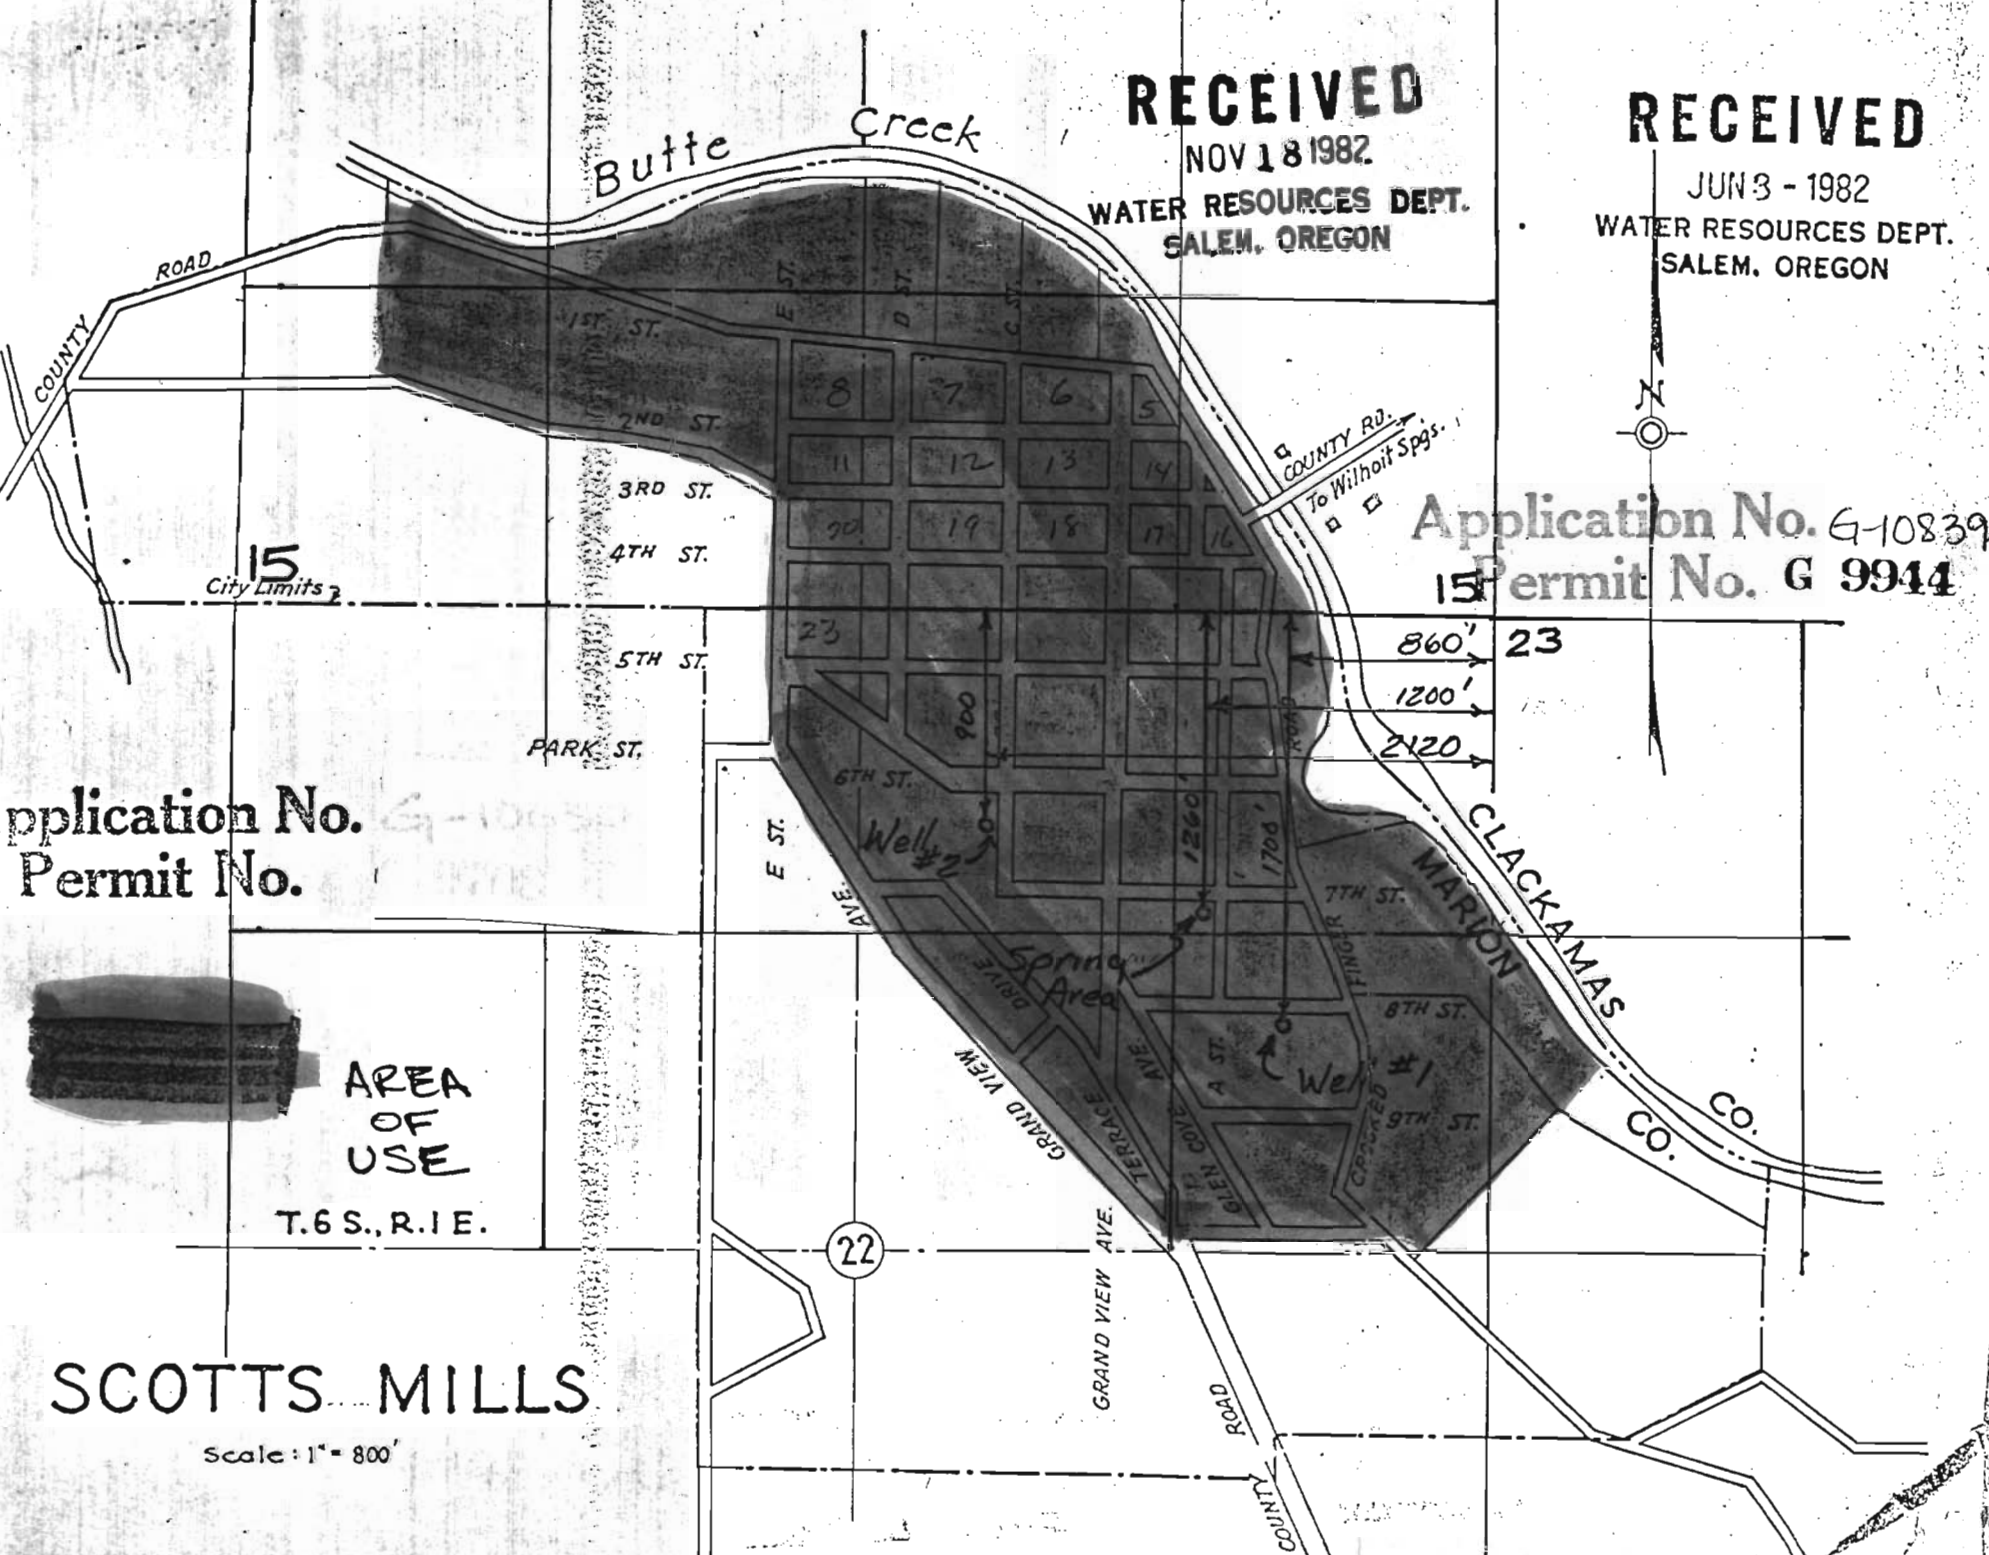 RECEIVED
NOV 18 1982
WATER RESOURCES DEPT.
SALEM, OREGON
RECEIVED
JUN 3 - 1982
WATER RESOURCES DEPT.
SALEM, OREGON
Butte Creek
ROAD
COUNTY
1ST ST.
2ND ST.
3RD ST.
4TH ST.
5TH ST.
PARK ST.
E ST.
D ST.
C ST.
8 7 6 5
11 12 13 14
20 19 18 17 16
23
COUNTY RD.
To Wilhoit Spgs.
N
Application No. G-10839
Permit No. G 9944
15
City Limits
15
23
860'
1200'
2120
900
1260'
1700'
ROAD
6TH ST.
Well #2
E ST.
AVE.
pplication No.
Permit No.
7TH ST.
FINGER
MARION CO.
CLACKAMAS CO.
Spring Area
DRIVE
8TH ST.
A ST.
AVE
Well #1
CROOKED
9TH ST.
GRAND VIEW
TERRACE
GLEN COVE
AREA
OF
USE
T.6 S., R.1 E.
22
GRAND VIEW AVE.
ROAD
COUNTY
SCOTTS MILLS
Scale: 1" = 800'